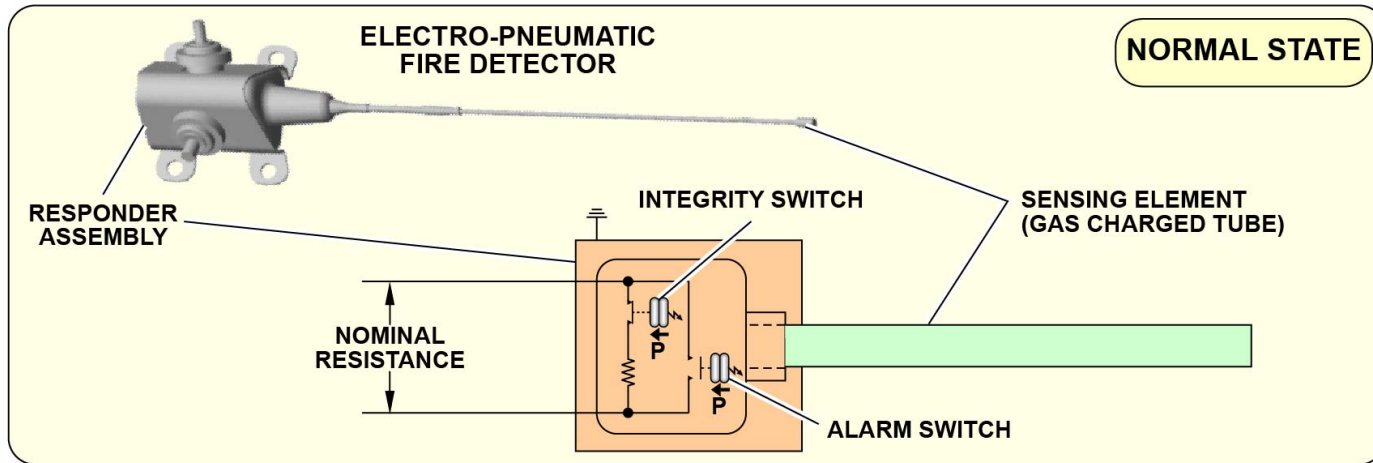 ELECTRO-PNEUMATIC
FIRE DETECTOR
NORMAL STATE
RESPONDER
ASSEMBLY
INTEGRITY SWITCH
SENSING ELEMENT
(GAS CHARGED TUBE)
NOMINAL
RESISTANCE
P
P
ALARM SWITCH